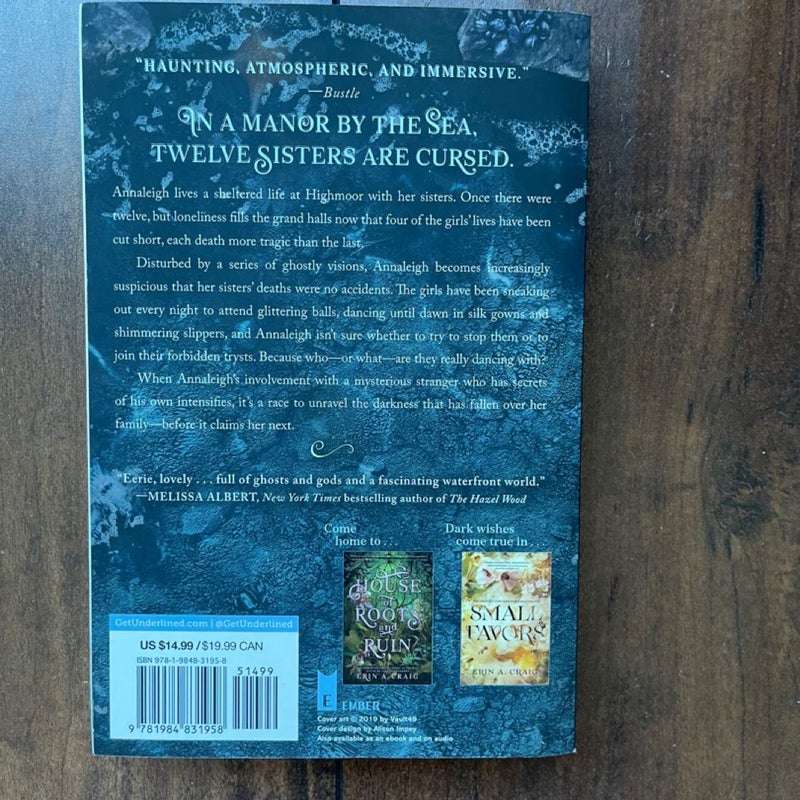 “HAUNTING, ATMOSPHERIC, AND IMMERSIVE.”
—Bustle
IN A MANOR BY THE SEA,
TWELVE SISTERS ARE CURSED.
Annaleigh lives a sheltered life at Highmoor with her sisters. Once there were
twelve, but loneliness fills the grand halls now that four of the girls’ lives have been
cut short, each death more tragic than the last.
Disturbed by a series of ghostly visions, Annaleigh becomes increasingly
suspicious that her sisters’ deaths were no accidents. The girls have been sneaking
out every night to attend glittering balls, dancing until dawn in silk gowns and
shimmering slippers, and Annaleigh isn’t sure whether to try to stop them or to
join their forbidden trysts. Because who—or what—are they really dancing with?
When Annaleigh’s involvement with a mysterious stranger who has secrets
of his own intensifies, it’s a race to unravel the darkness that has fallen over her
family—before it claims her next.
“Eerie, lovely . . . full of ghosts and gods and a fascinating waterfront world.”
—MELISSA ALBERT, New York Times bestselling author of The Hazel Wood
Come
home to . . .
Dark wishes
come true in . . .
HOUSE
of
ROOTS
and
RUIN
ERIN A. CRAIG
SMALL
FAVORS
ERIN A. CRAIG
GetUnderlined.com | @GetUnderlined
US $14.99 / $19.99 CAN
ISBN 978-1-9848-3195-8
51499
9 781984 831958
E EMBER
Cover art © 2019 by Vault49
Cover design by Alison Impey
Also available as an ebook and on audio